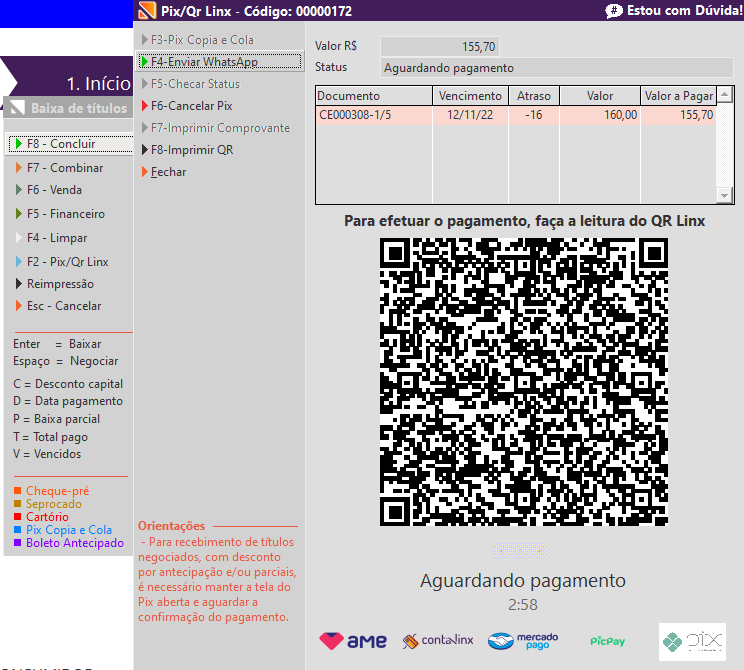 Pix/Qr Linx - Código: 00000172
# Estou com Dúvida!
1. Início
Baixa de títulos
F8 - Concluir
F7 - Combinar
F6 - Venda
F5 - Financeiro
F4 - Limpar
F2 - Pix/Qr Linx
Reimpressão
Esc - Cancelar
Enter = Baixar
Espaço = Negociar
C = Desconto capital
D = Data pagamento
P = Baixa parcial
T = Total pago
V = Vencidos
Cheque-pré
Seprocado
Cartório
Pix Copia e Cola
Boleto Antecipado
F3-Pix Copia e Cola
F4-Enviar WhatsApp
F5-Checar Status
F6-Cancelar Pix
F7-Imprimir Comprovante
F8-Imprimir QR
Fechar
Orientações
- Para recebimento de títulos
negociados, com desconto
por antecipação e/ou parciais,
é necessário manter a tela do
Pix aberta e aguardar a
confirmação do pagamento.
Valor R$ 155,70
Status Aguardando pagamento
Documento Vencimento Atraso Valor Valor a Pagar
CE000308-1/5 12/11/22 -16 160,00 155,70
Para efetuar o pagamento, faça a leitura do QR Linx
Aguardando pagamento
2:58
AME contalinx mercado pago PicPay pix